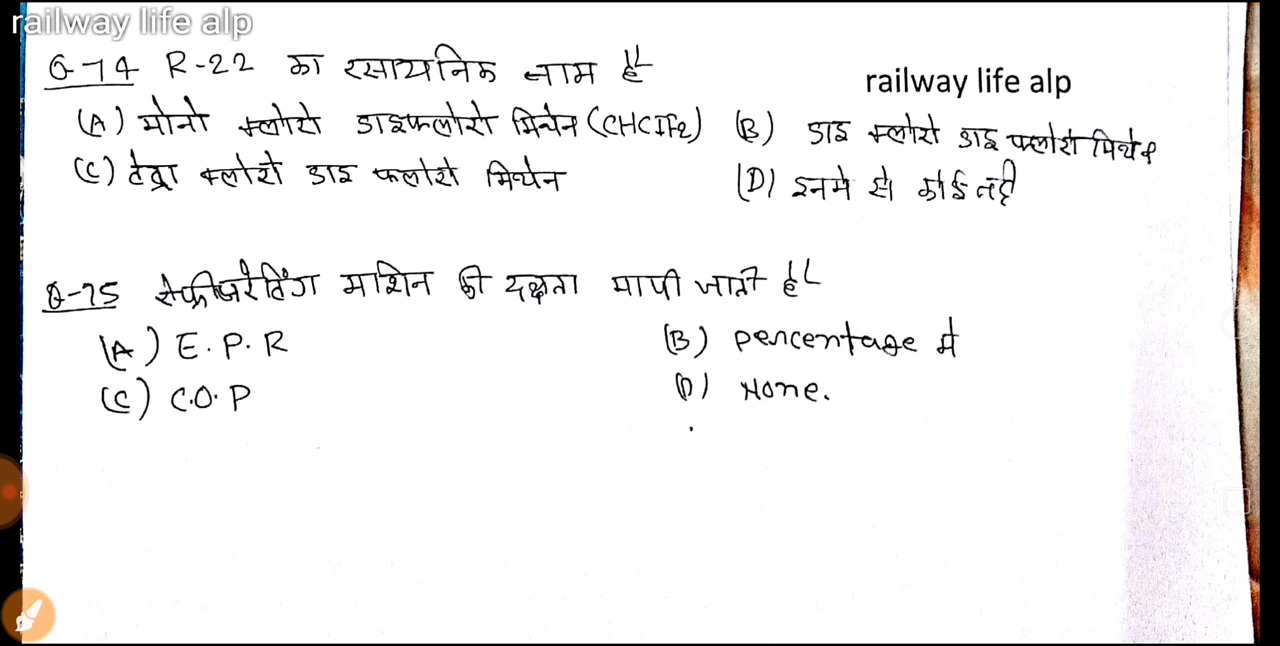 railway life alp
Q-74 R-22 का रसायनिक नाम है
railway life alp
(A) मोनो क्लोरो डाइफ्लोरो मिथेन (CHClF2) (B) डाइ क्लोरो डाइ फ्लोरो मिथेन
(C) टेट्रा क्लोरो डाइ फ्लोरो मिथेन (D) इनमे से कोई नही
Q-75 रेफ्रीजरेटिंग माशिन की दक्षता मापी जाती है
(A) E.P.R (B) percentage में
(C) C.O.P (D) None.